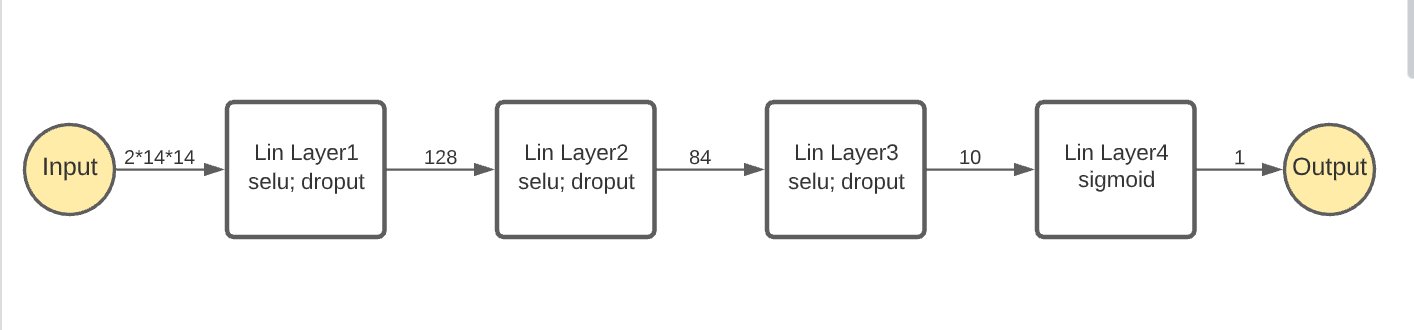 Input
2*14*14
Lin Layer1
selu; droput
128
Lin Layer2
selu; droput
84
Lin Layer3
selu; droput
10
Lin Layer4
sigmoid
1
Output